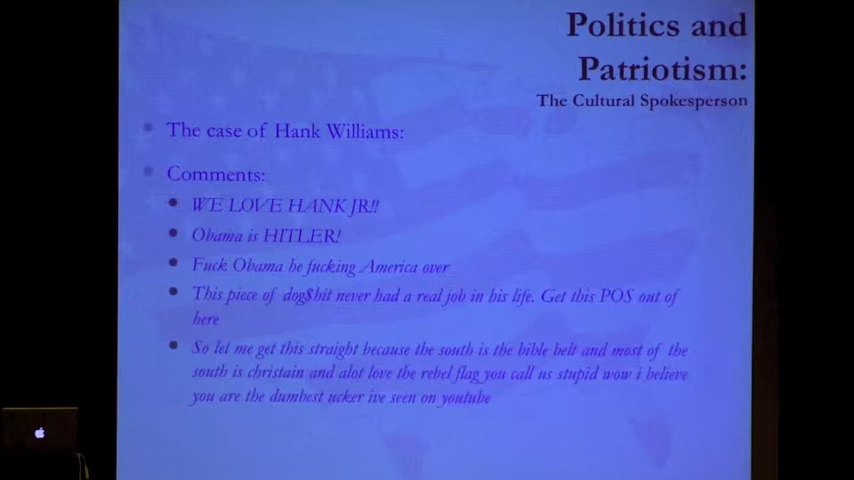 Politics and
Patriotism:
The Cultural Spokesperson
The case of Hank Williams:
Comments:
WE LOVE HANK JR!!
Obama is HITLER!
Fuck Obama he fucking America over
This piece of dog$hit never had a real job in his life. Get this POS out of
here
So let me get this straight because the south is the bible belt and most of the
south is christain and alot love the rebel flag you call us stupid wow i believe
you are the dumbest ucker ive seen on youtube